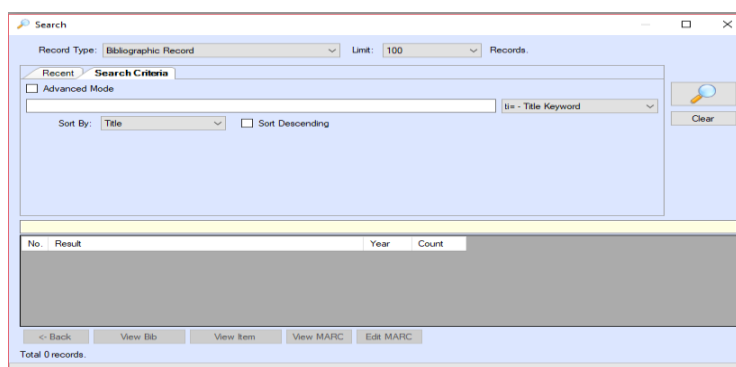 Search
Record Type: Bibliographic Record Limit: 100 Records.
Recent Search Criteria
Advanced Mode
ti= - Title Keyword
Clear
Sort By: Title Sort Descending
No. Result Year Count
<- Back View Bib View Item View MARC Edit MARC
Total 0 records.